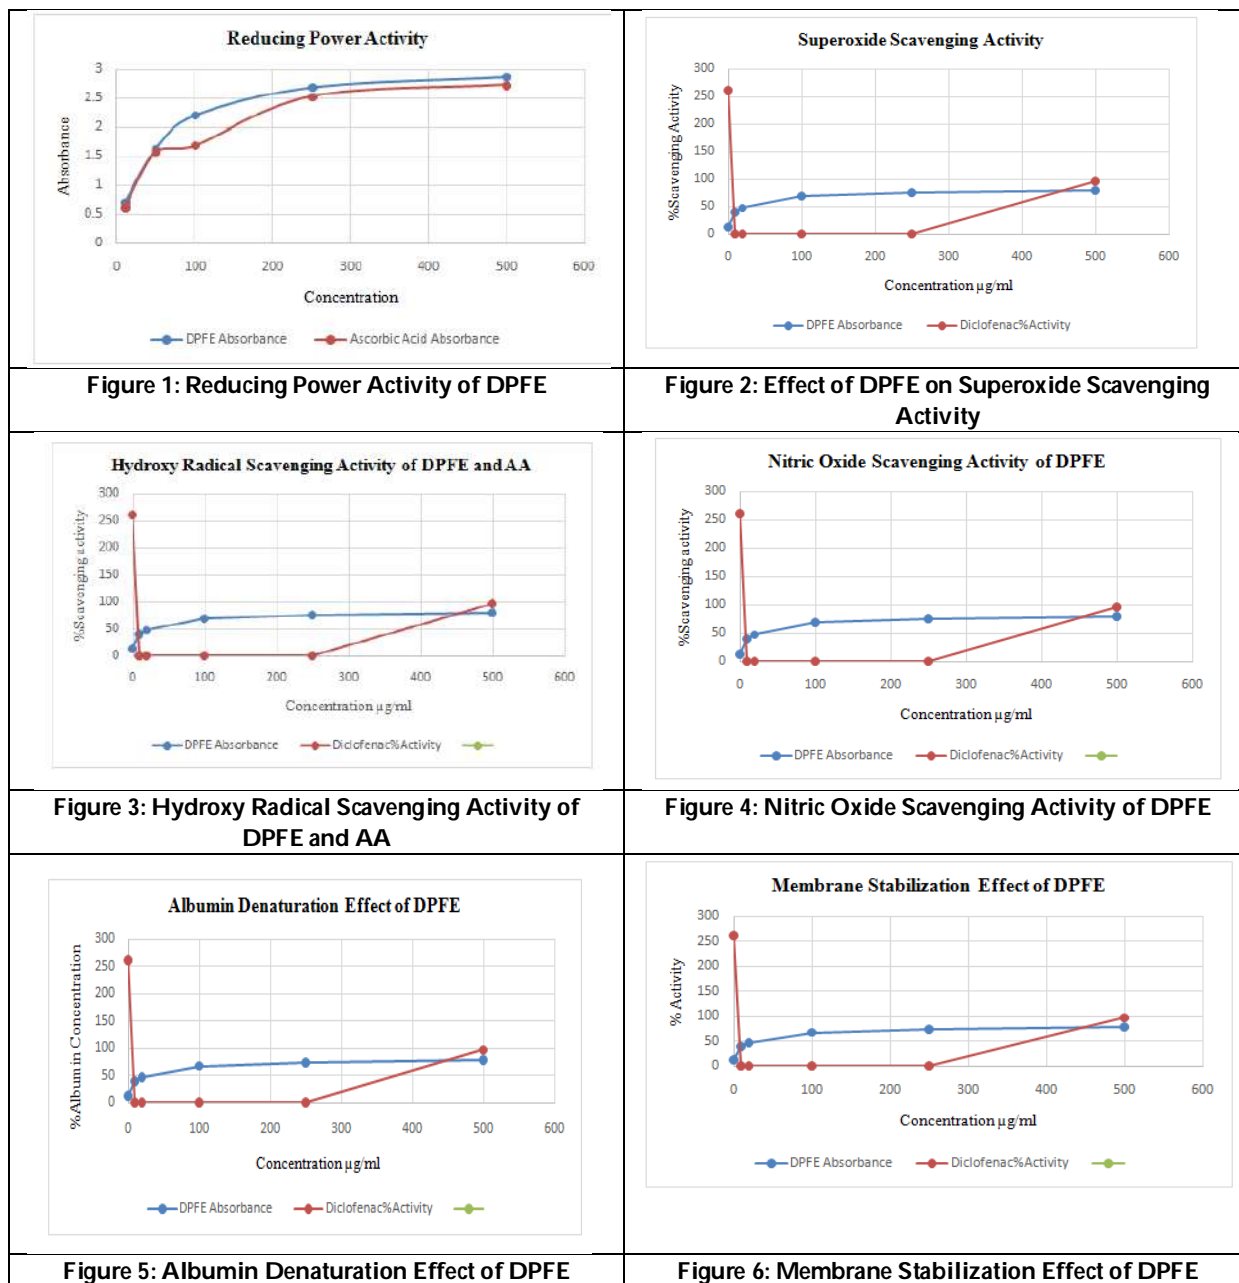 Reducing Power Activity
3
2.5
2
1.5
1
0.5
0
Absorbance
0 100 200 300 400 500 600
Concentration
DPFE Absorbance Ascorbic Acid Absorbance
Figure 1: Reducing Power Activity of DPFE
Superoxide Scavenging Activity
300
250
200
150
100
50
0
%Scavenging Activity
0 100 200 300 400 500 600
Concentration µg/ml
DPFE Absorbance Diclofenac%Activity
Figure 2: Effect of DPFE on Superoxide Scavenging
Activity
Hydroxy Radical Scavenging Activity of DPFE and AA
300
250
200
150
100
50
0
%Scavenging activity
0 100 200 300 400 500 600
Concentration µg/ml
DPFE Absorbance Diclofenac%Activity
Figure 3: Hydroxy Radical Scavenging Activity of
DPFE and AA
Nitric Oxide Scavenging Activity of DPFE
300
250
200
150
100
50
0
%Scavenging activity
0 100 200 300 400 500 600
Concentration µg/ml
DPFE Absorbance Diclofenac%Activity
Figure 4: Nitric Oxide Scavenging Activity of DPFE
Albumin Denaturation Effect of DPFE
300
250
200
150
100
50
0
%Album in Concentration
0 100 200 300 400 500 600
Concentration µg/ml
DPFE Absorbance Diclofenac%Activity
Figure 5: Albumin Denaturation Effect of DPFE
Membrane Stabilization Effect of DPFE
300
250
200
150
100
50
0
% Activity
0 100 200 300 400 500 600
Concentration µg/ml
DPFE Absorbance Diclofenac%Activity
Figure 6: Membrane Stabilization Effect of DPFE